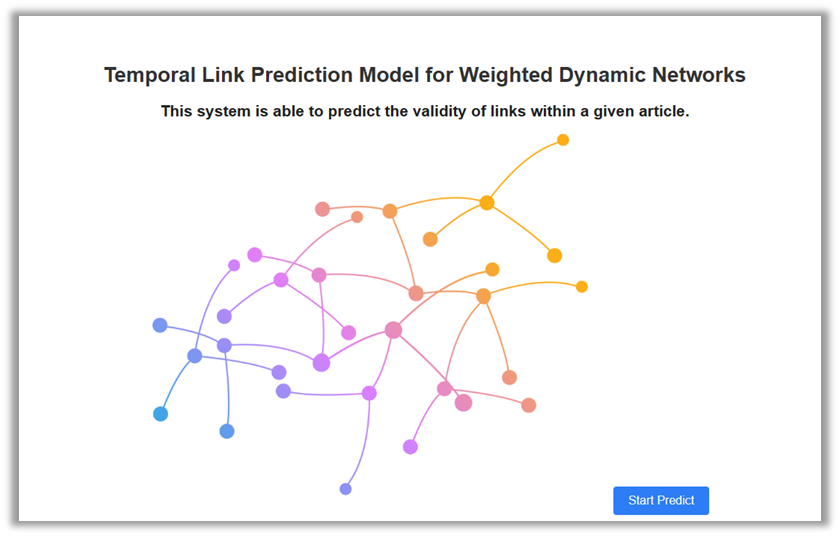 Temporal Link Prediction Model for Weighted Dynamic Networks
This system is able to predict the validity of links within a given article.
Start Predict